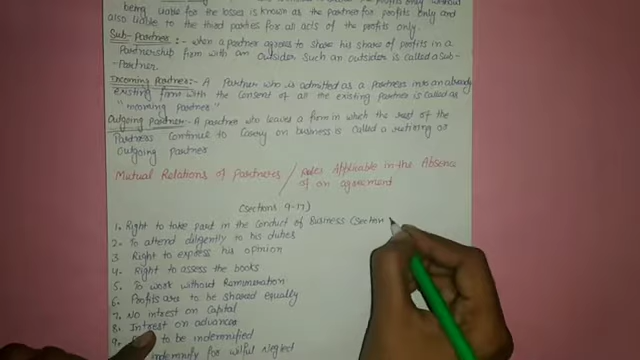 being liable for the losses is known as the partner for profits only and
also liable to the third parties for all acts of the profits only.
Sub-Partner :- when a partner agrees to share his share of profits in a
Partnership firm with an outsider such an outsider is called a sub-
-Partner.
Incoming Partner:- A Partner who is admitted as a partner into an already
existing firm with the consent of all the existing Partner is called as
"incoming partner"
Outgoing partner:- A partner who leaves a firm in which the rest of the
Partners continue to carry on business is called a retiring or
outgoing Partner
Mutual Relations of Partners / Rules Applicable in the Absence
of an agreement
(sections 9-17)
1. Right to take part in the Conduct of Business (section
2. To attend diligently to his duties
3 Right to express his opinion
4. Right to assess the books
5. To work without Remuneration
6. Profits are to be shared equally
7. No interest on Capital
8. Interest on advances
9. to be indemnified
indemnify for wilful Neglect